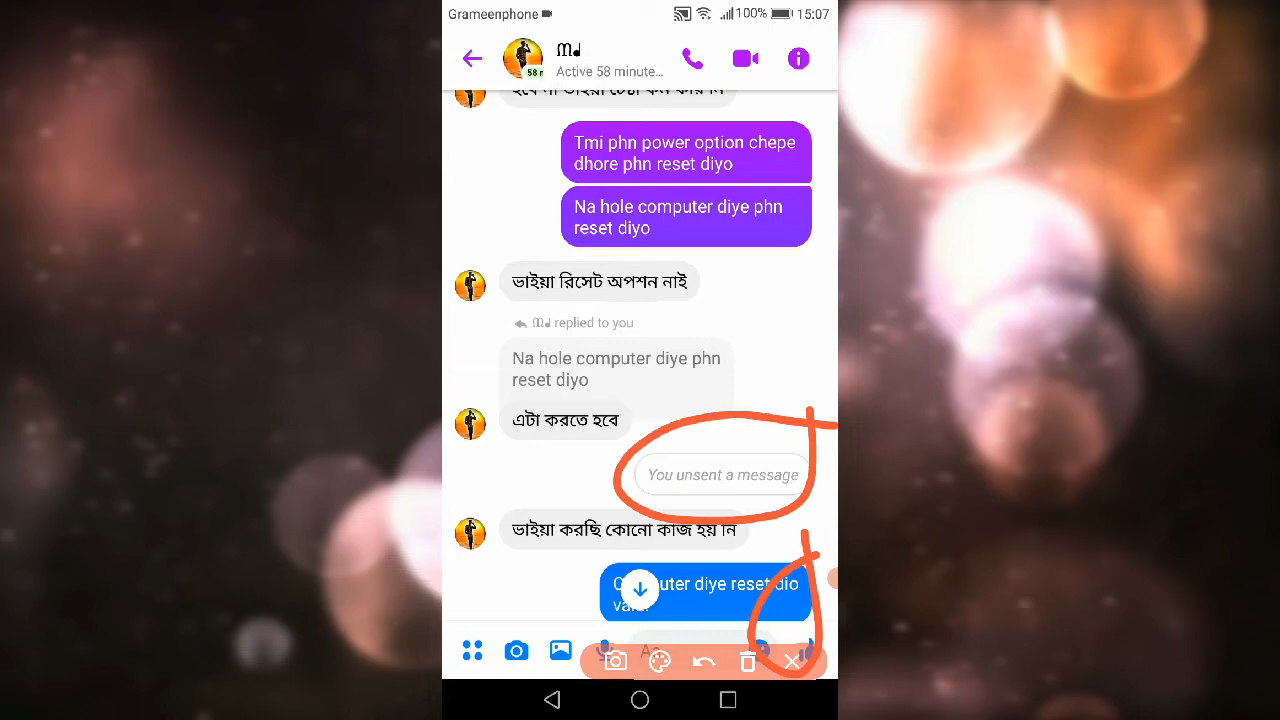 Grameenphone
100% 15:07
Active 58 minute...
Tmi phn power option chepe
dhore phn reset diyo
Na hole computer diye phn
reset diyo
ভাইয়া রিসেট অপশন নাই
replied to you
Na hole computer diye phn
reset diyo
এটা করতে হবে
You unsent a message
ভাইয়া করছি কোনো কাজ হয় নি
uter diye reset dio